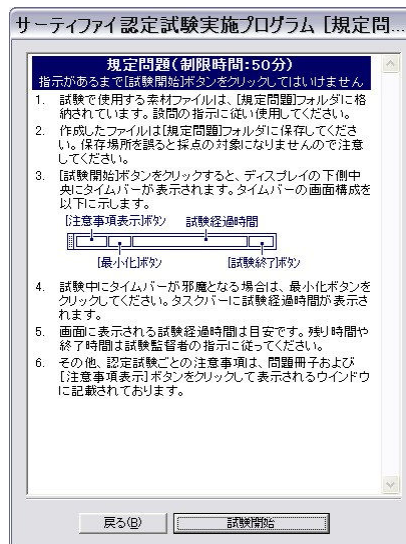 サーティファイ認定試験実施プログラム [規定問...
規定問題(制限時間:50分)
指示があるまで[試験開始]ボタンをクリックしてはいけません
1. 試験で使用する素材ファイルは、[規定問題]フォルダに格
納されています。設問の指示に従い使用してください。
2. 作成したファイルは[規定問題]フォルダに保存してくださ
い。保存場所を誤ると採点の対象になりませんので注意
してください。
3. [試験開始]ボタンをクリックすると、ディスプレイの下側中
央にタイムバーが表示されます。タイムバーの画面構成を
以下に示します。
[注意事項表示]ボタン 試験経過時間
[最小化]ボタン [試験終了]ボタン
4. 試験中にタイムバーが邪魔となる場合は、最小化ボタンを
クリックしてください。タスクバーに試験経過時間が表示さ
れます。
5. 画面に表示される試験経過時間は目安です。残り時間や
終了時間は試験監督者の指示に従ってください。
6. その他、認定試験ごとの注意事項は、問題冊子および
[注意事項表示]ボタンをクリックして表示されるウインドウ
に記載されております。
戻る(B) 試験開始